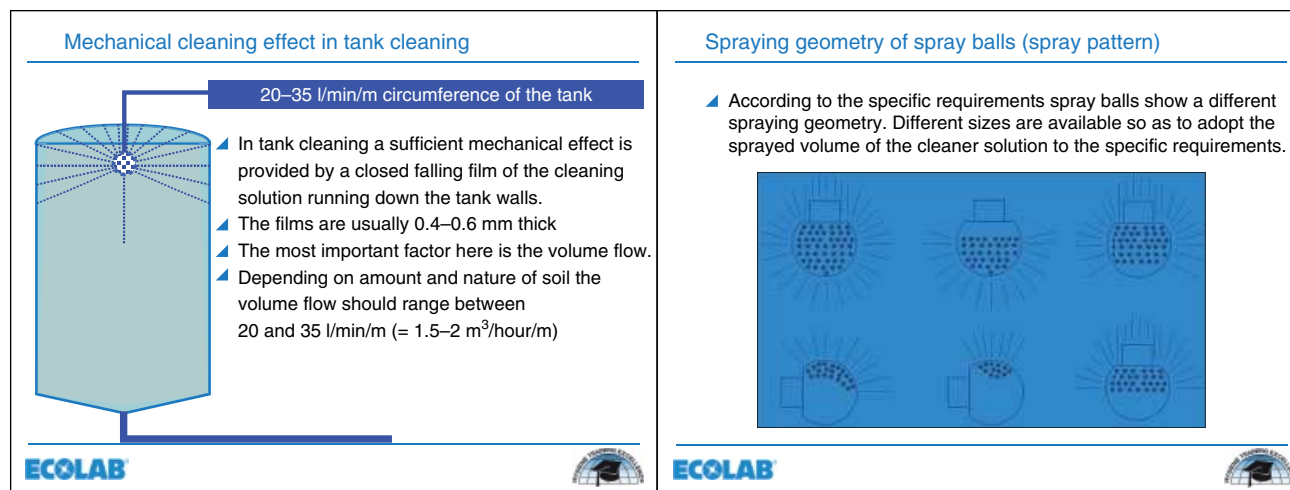 Mechanical cleaning effect in tank cleaning
20–35 l/min/m circumference of the tank
In tank cleaning a sufficient mechanical effect is
provided by a closed falling film of the cleaning
solution running down the tank walls.
The films are usually 0.4–0.6 mm thick
The most important factor here is the volume flow.
Depending on amount and nature of soil the
volume flow should range between
20 and 35 l/min/m (= 1.5–2 m³/hour/m)
ECOLAB®
Spraying geometry of spray balls (spray pattern)
According to the specific requirements spray balls show a different
spraying geometry. Different sizes are available so as to adopt the
sprayed volume of the cleaner solution to the specific requirements.
ECOLAB®